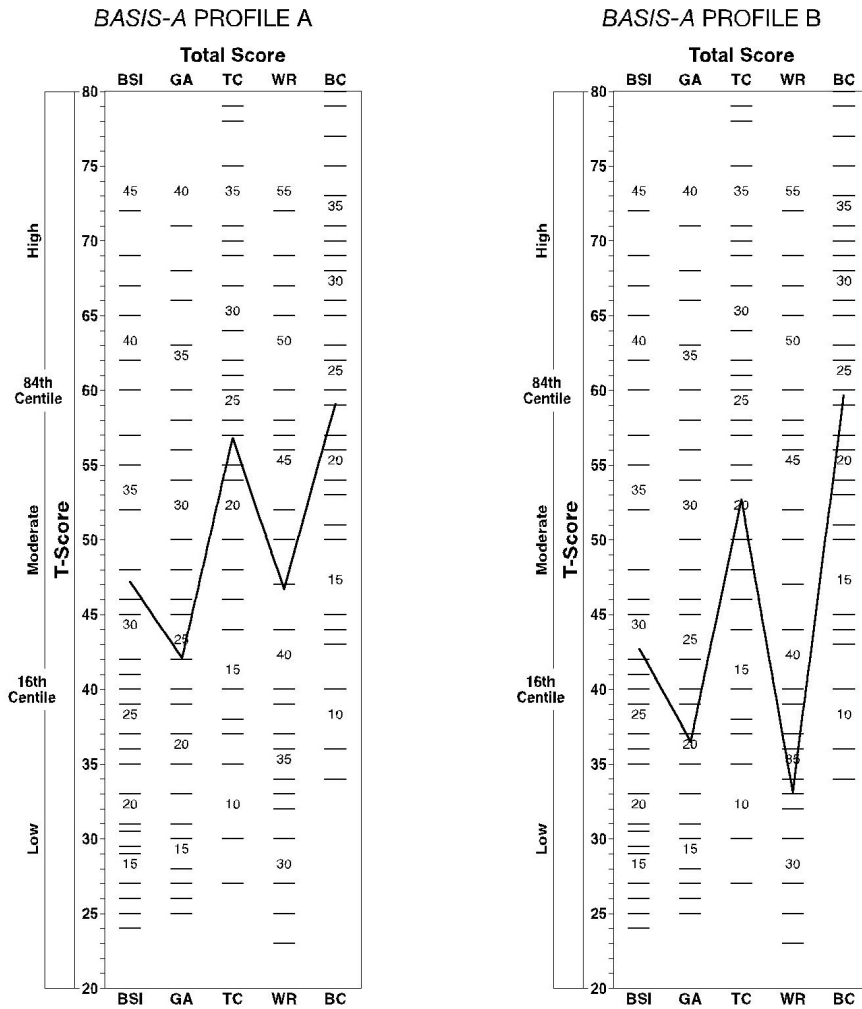 BASIS-A PROFILE A
Total Score
BSI GA TC WR BC
80
75
45 40 35 55
35
70
High
30
65
30
40 50
35
84th
Centile
25
60
25
45 20
55
35
Moderate
T-Score
30 20
50
15
45
30
25
40
15
16th
Centile
40
25 10
20
35
35
20 10
30
Low
15
15 30
25
20
BSI GA TC WR BC
BASIS-A PROFILE B
Total Score
BSI GA TC WR BC
80
75
45 40 35 55
35
70
High
30
65
30
40 50
35
84th
Centile
25
60
25
45 20
55
35
Moderate
T-Score
30 20
50
15
45
30
25
40
15
16th
Centile
40
25 10
20
35
35
20 10
30
Low
15
15 30
25
20
BSI GA TC WR BC